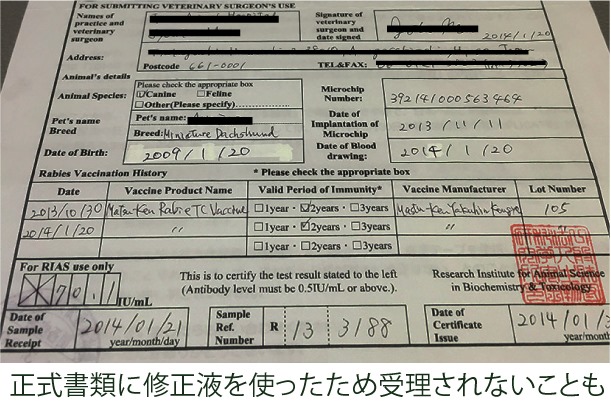 FOR SUBMITTING VETERINARY SURGEON'S USE
Names of practice and veterinary surgeon
Signature of veterinary surgeon and date signed
2014/1/20
Address:
Postcode 661-0001 TEL&FAX:
Animal's details
Animal Species:
Please check the appropriate box
☑Canine □Feline
□Other(Please specify)
Microchip Number: 392141000563464
Pet's name
Breed
Pet's name:
Breed: Miniature Dachshund
Date of Implantation of Microchip 2013/11/11
Date of Birth: 2009/1/20
Date of Blood drawing: 2014/1/20
Rabies Vaccination History * Please check the appropriate box
Date Vaccine Product Name Valid Period of Immunity* Vaccine Manufacturer Lot Number
2013/10/30 Matsu Ken Rabie TC Vaccine □1year・☑2years・□3years 105
2014/1/20 〃 □1year・☑2years・□3years 〃
□1year・□2years・□3years
For RIAS use only
70.1 IU/mL
This is to certify the test result stated to the left
(Antibody level must be 0.5IU/mL or above.)
Research Institute for Animal Science
in Biochemistry & Toxicology
Date of Sample Receipt 2014/01/21 year/month/day
Sample Ref. Number R 13 3188
Date of Certificate Issue 2014/01/ year/month
正式書類に修正液を使ったため受理されないことも